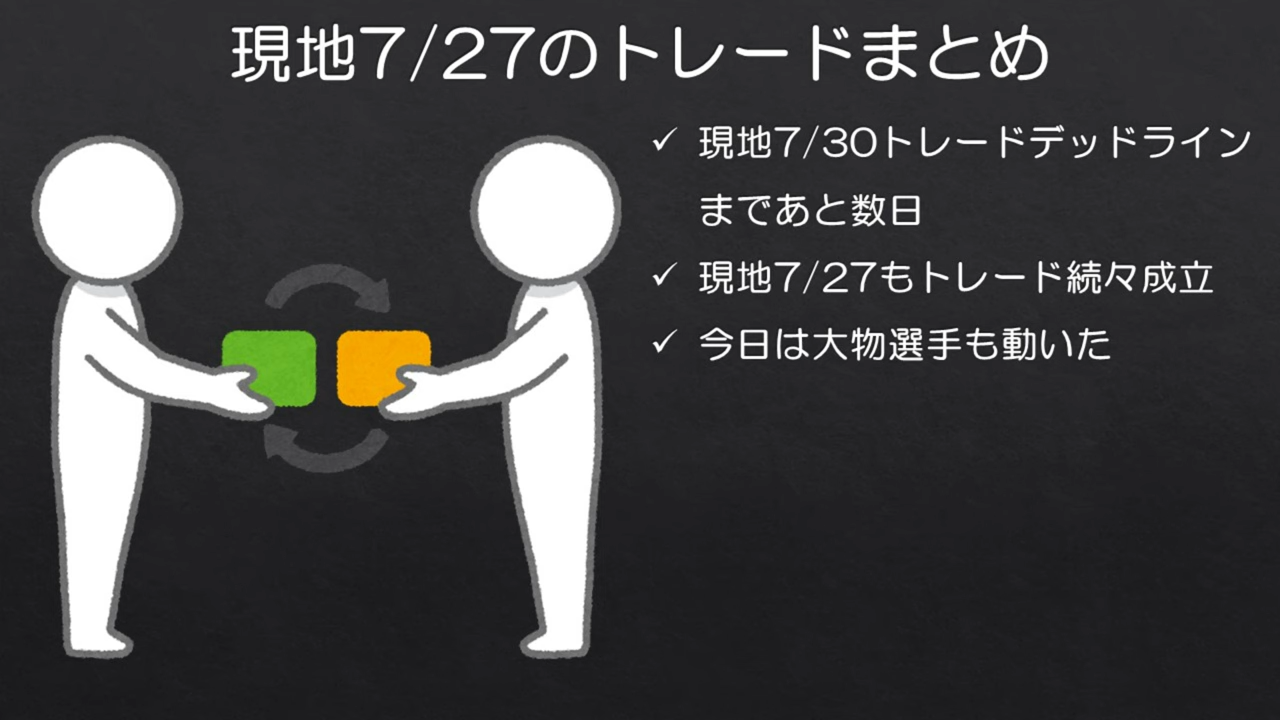 現地7/27のトレードまとめ
✓ 現地7/30トレードデッドライン
まであと数日
✓ 現地7/27もトレード続々成立
✓ 今日は大物選手も動いた